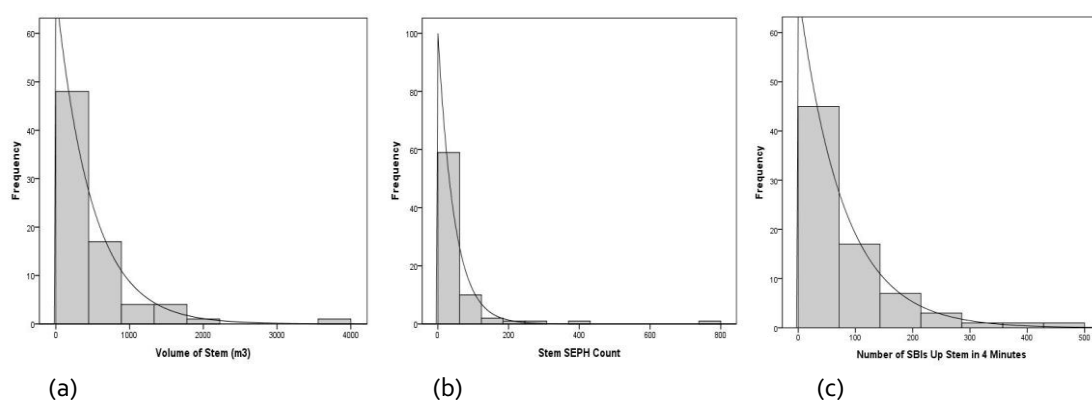 60
50
40
30
20
10
0
Frequency
0 1000 2000 3000 4000
Volume of Stem (m3)
(a)
100
80
60
40
20
0
Frequency
0 200 400 600 800
Stem SEPH Count
(b)
60
50
40
30
20
10
0
Frequency
0 100 200 300 400 500
Number of SBIs Up Stem in 4 Minutes
(c)